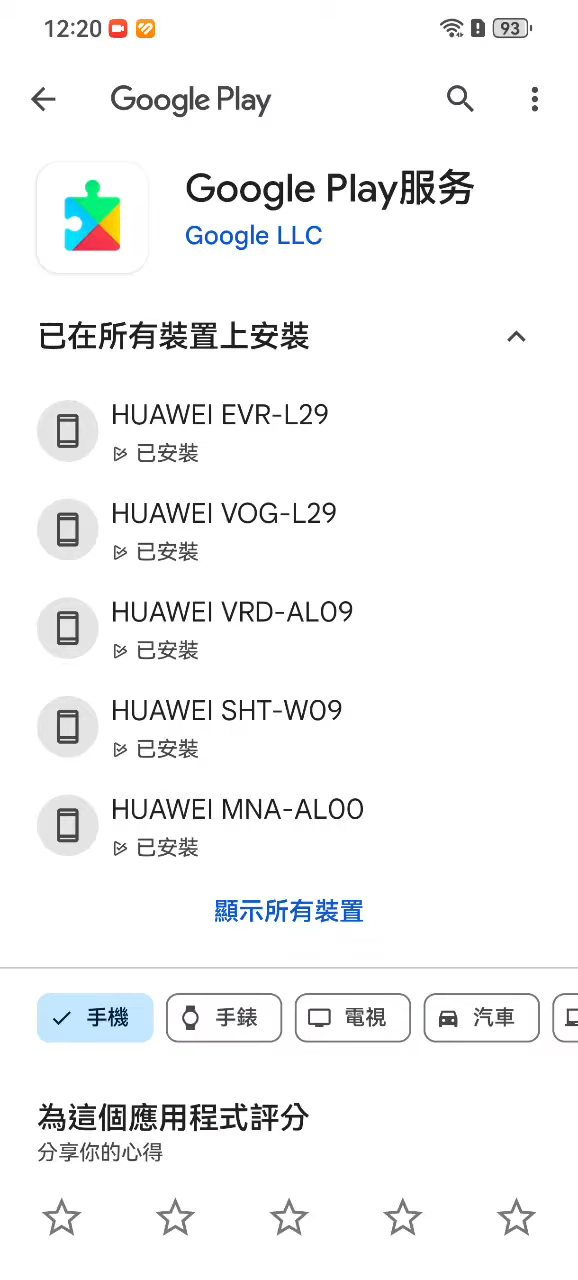 12:20
93
Google Play
Google Play服务
Google LLC
已在所有裝置上安裝
HUAWEI EVR-L29
已安裝
HUAWEI VOG-L29
已安裝
HUAWEI VRD-AL09
已安裝
HUAWEI SHT-W09
已安裝
HUAWEI MNA-AL00
已安裝
顯示所有裝置
手機 手錶 電視 汽車
為這個應用程式評分
分享你的心得